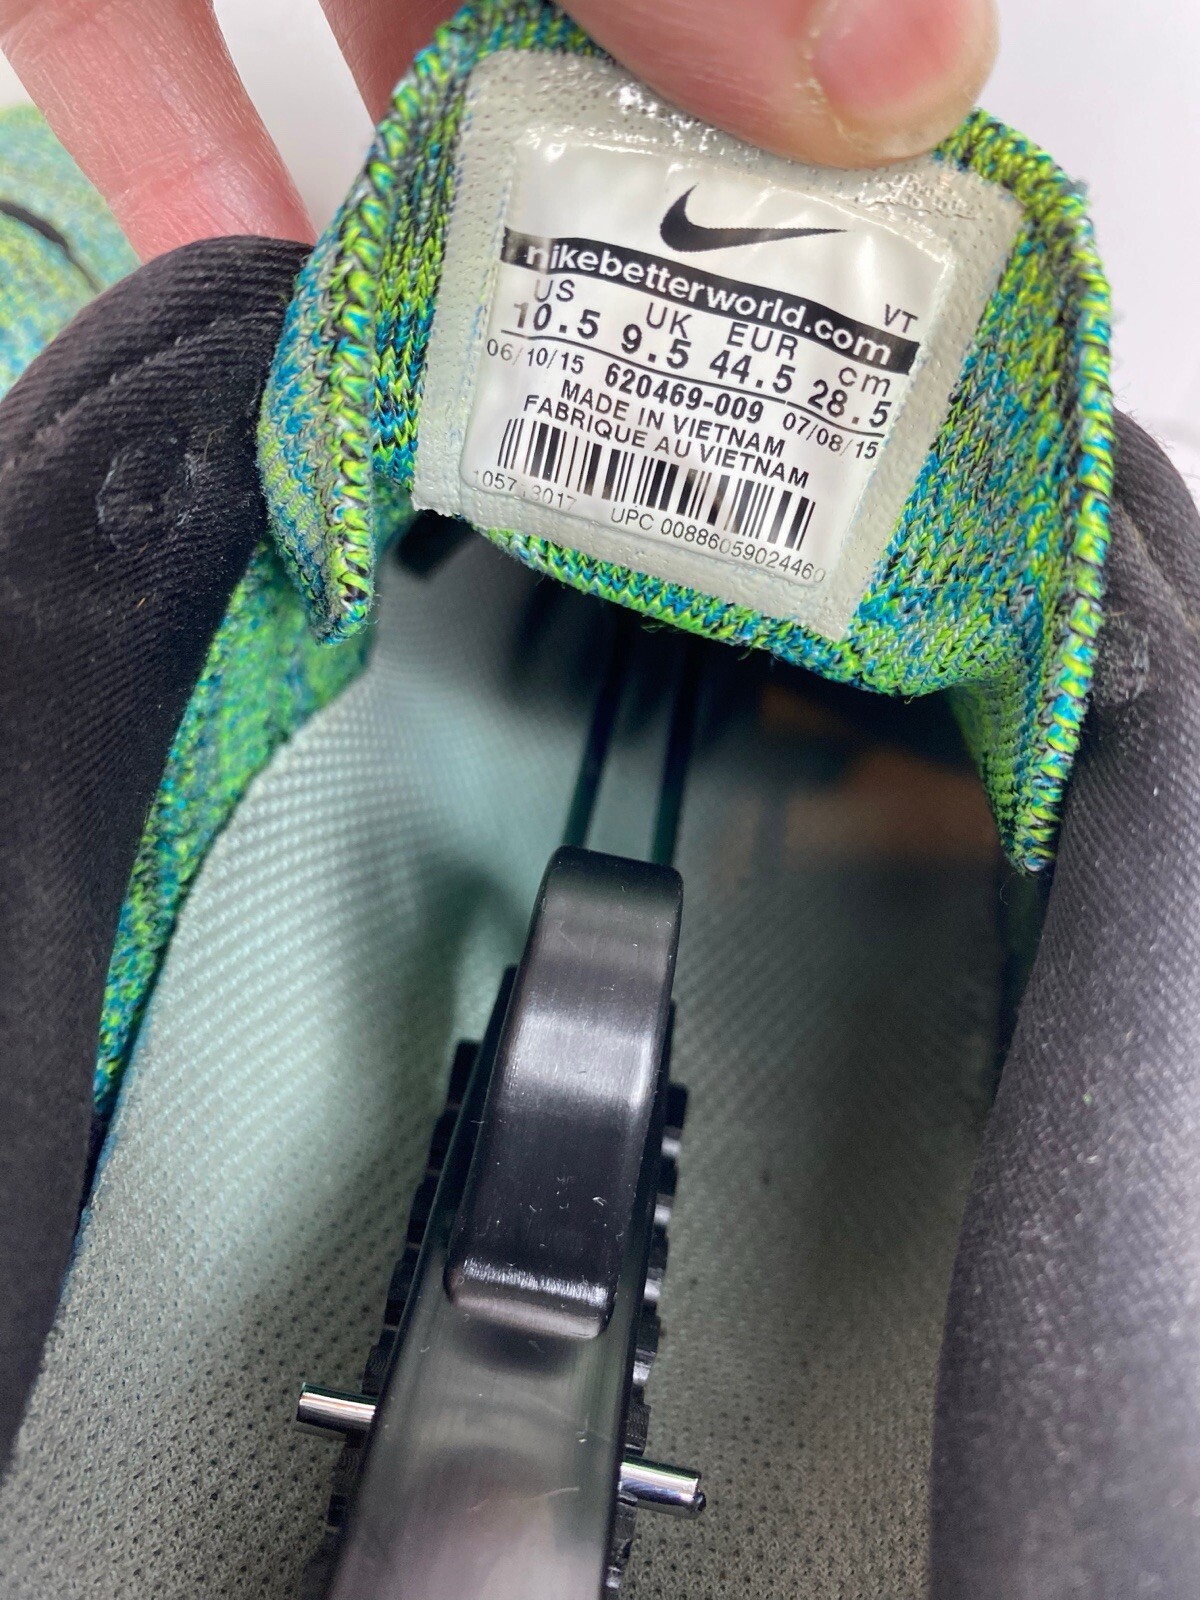 nikebetterworld.com
VT
US UK EUR cm
10.5 9.5 44.5 28.5
06/10/15 620469-009 07/08/15
MADE IN VIETNAM
FABRIQUE AU VIETNAM
UPC 00886059024460